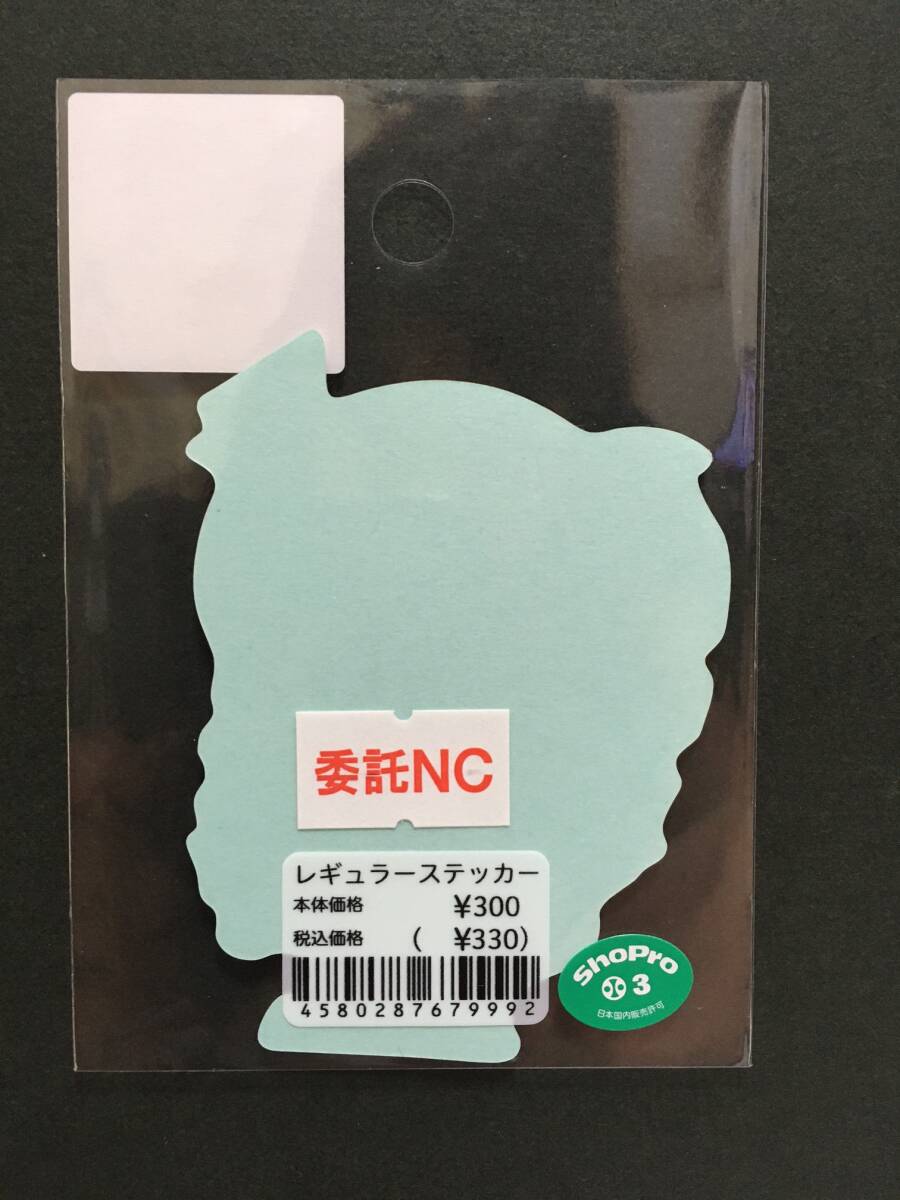 委託NC
レギュラーステッカー
本体価格 ¥300
税込価格 ( ¥330)
4580287679992
ShoPro
3
日本国内販売許可